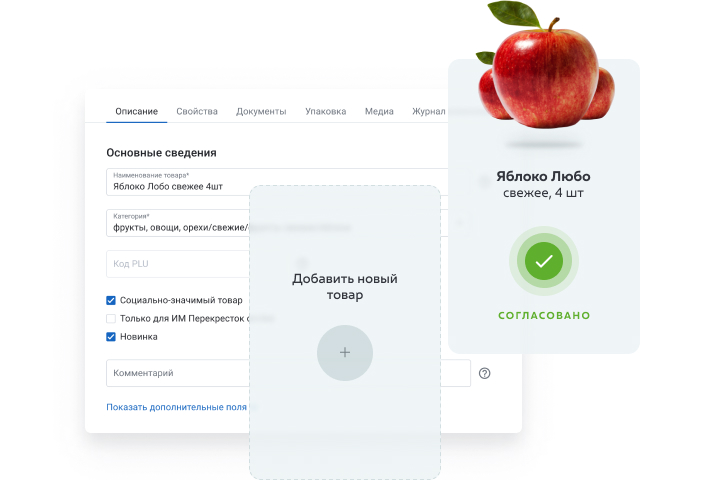 Описание Свойства Документы Упаковка Медиа Журнал
Основные сведения
Наименование товара*
Яблоко Лобо свежее 4шт
Категория*
фрукты, овощи, орехи/свежие/
Код PLU
Социально-значимый товар
Только для ИМ Перекресток
Новинка
Комментарий
Показать дополнительные поля
Добавить новый
товар
+
Яблоко Любо
свежее, 4 шт
СОГЛАСОВАНО